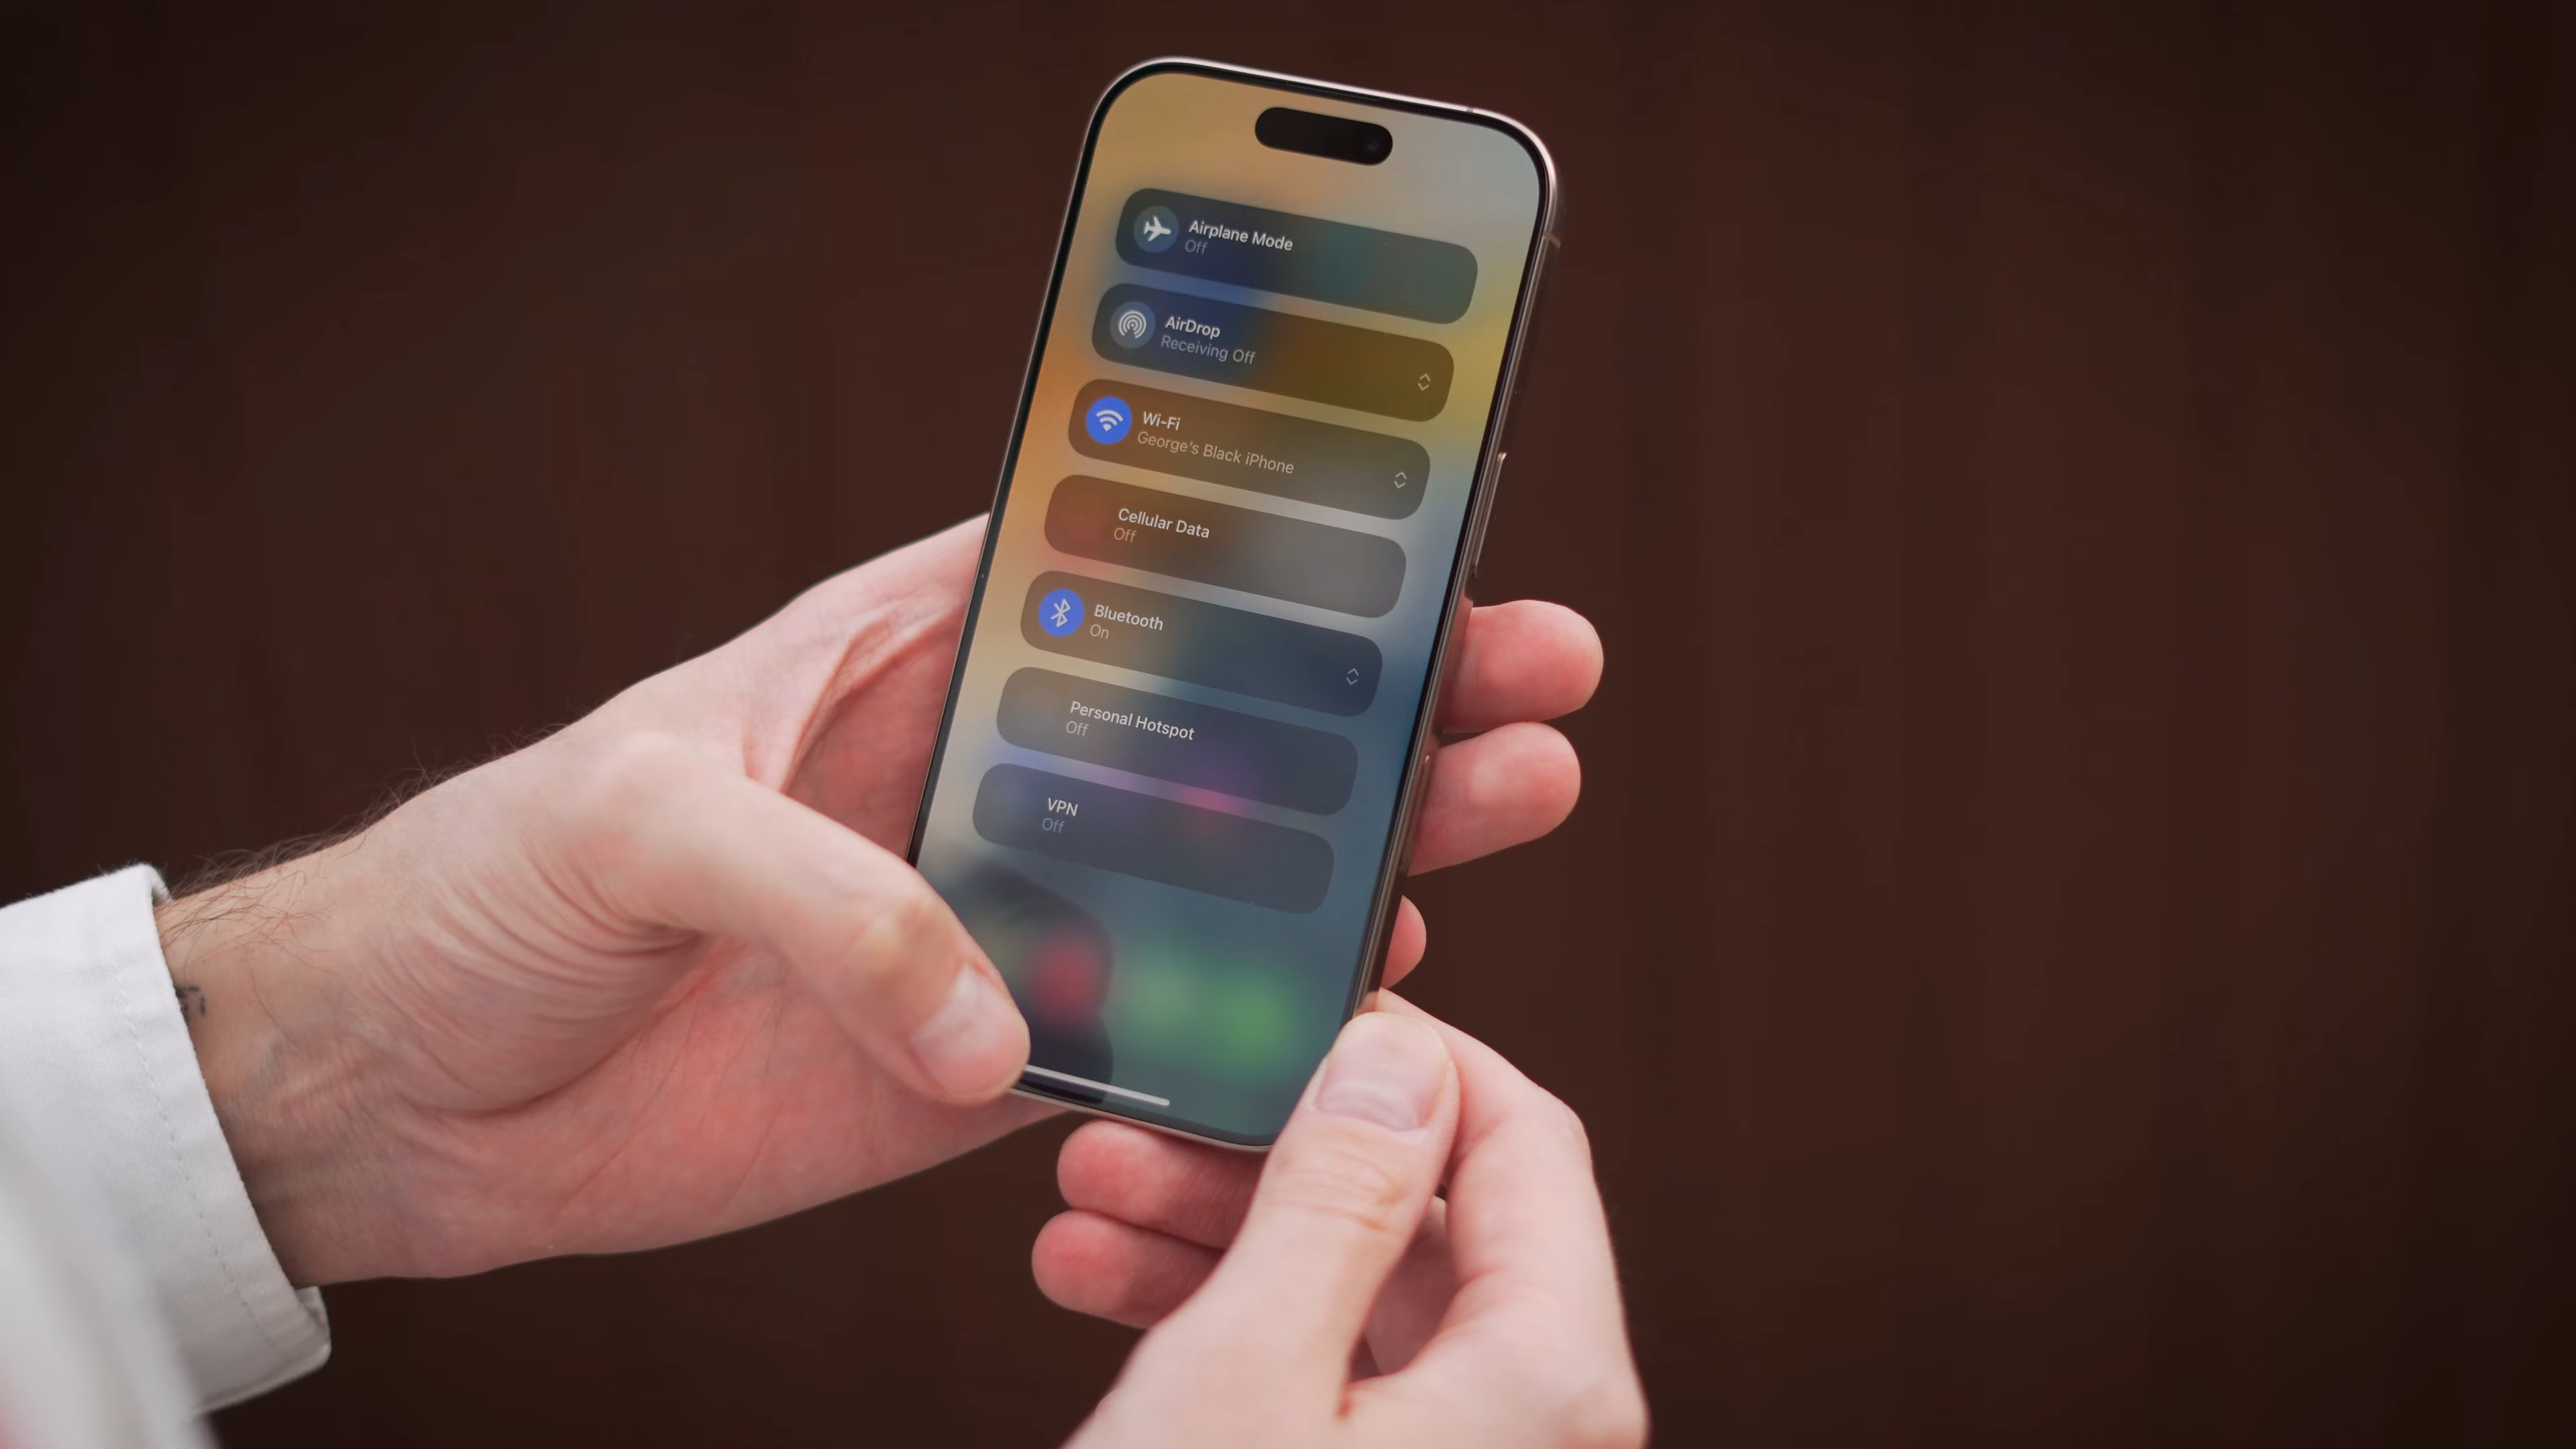 Airplane Mode
Off
AirDrop
Receiving Off
Wi-Fi
George's Black iPhone
Cellular Data
Off
Bluetooth
On
Personal Hotspot
Off
VPN
Off